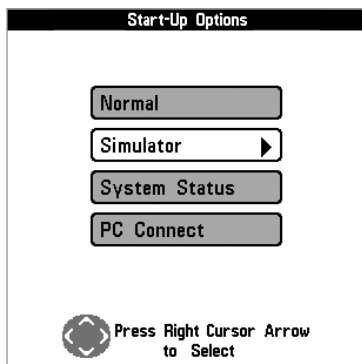 Start-Up Options
Normal
Simulator
System Status
PC Connect
Press Right Cursor Arrow
to Select